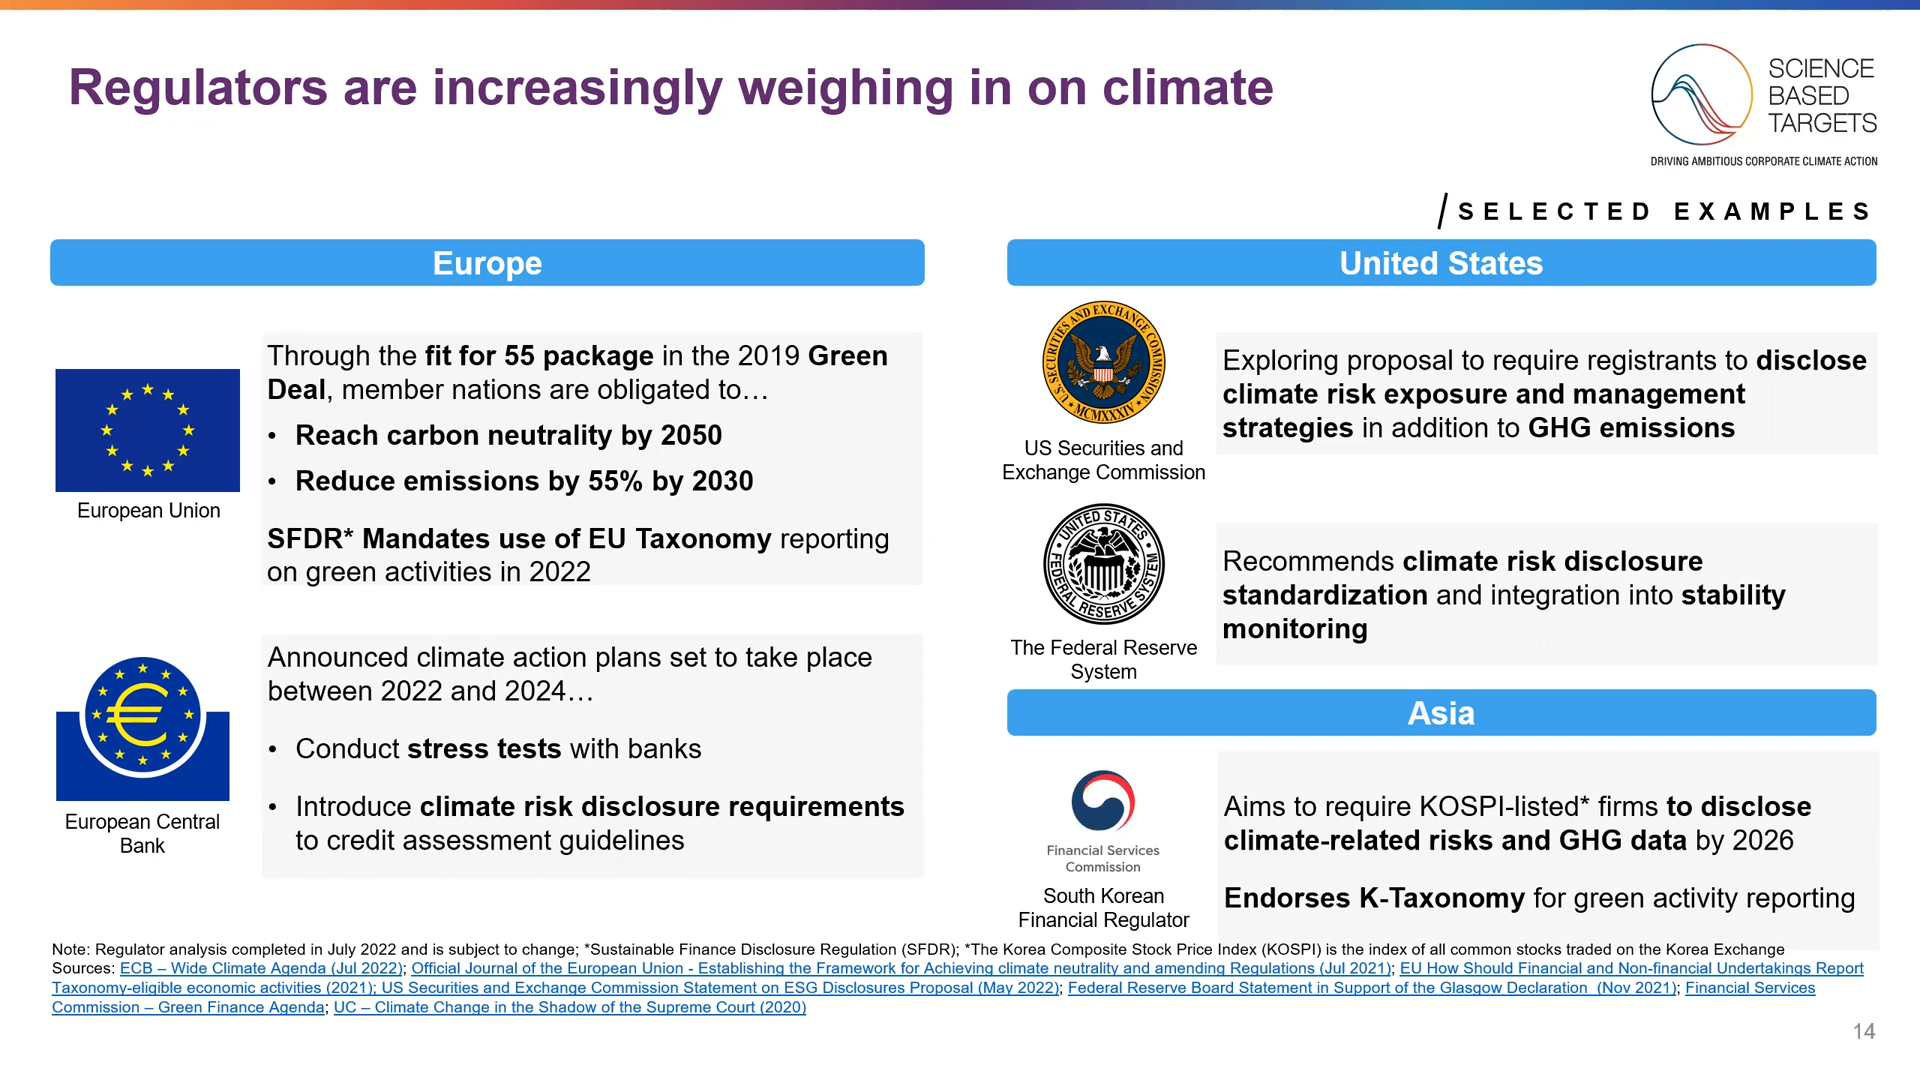 Regulators are increasingly weighing in on climate
SCIENCE
BASED
TARGETS
DRIVING AMBITIOUS CORPORATE CLIMATE ACTION
SELECTED EXAMPLES
Europe
European Union
Through the fit for 55 package in the 2019 Green
Deal, member nations are obligated to…
• Reach carbon neutrality by 2050
• Reduce emissions by 55% by 2030
SFDR* Mandates use of EU Taxonomy reporting
on green activities in 2022
European Central
Bank
Announced climate action plans set to take place
between 2022 and 2024…
• Conduct stress tests with banks
• Introduce climate risk disclosure requirements
to credit assessment guidelines
United States
U.S. SECURITIES AND EXCHANGE COMMISSION
MCMXXXIV
US Securities and
Exchange Commission
Exploring proposal to require registrants to disclose
climate risk exposure and management
strategies in addition to GHG emissions
UNITED STATES
FEDERAL RESERVE SYSTEM
The Federal Reserve
System
Recommends climate risk disclosure
standardization and integration into stability
monitoring
Asia
Financial Services
Commission
South Korean
Financial Regulator
Aims to require KOSPI-listed* firms to disclose
climate-related risks and GHG data by 2026
Endorses K-Taxonomy for green activity reporting
Note: Regulator analysis completed in July 2022 and is subject to change; *Sustainable Finance Disclosure Regulation (SFDR); *The Korea Composite Stock Price Index (KOSPI) is the index of all common stocks traded on the Korea Exchange
Sources: ECB – Wide Climate Agenda (Jul 2022); Official Journal of the European Union - Establishing the Framework for Achieving climate neutrality and amending Regulations (Jul 2021); EU How Should Financial and Non-financial Undertakings Report
Taxonomy-eligible economic activities (2021); US Securities and Exchange Commission Statement on ESG Disclosures Proposal (May 2022); Federal Reserve Board Statement in Support of the Glasgow Declaration (Nov 2021); Financial Services
Commission – Green Finance Agenda; UC – Climate Change in the Shadow of the Supreme Court (2020)
14